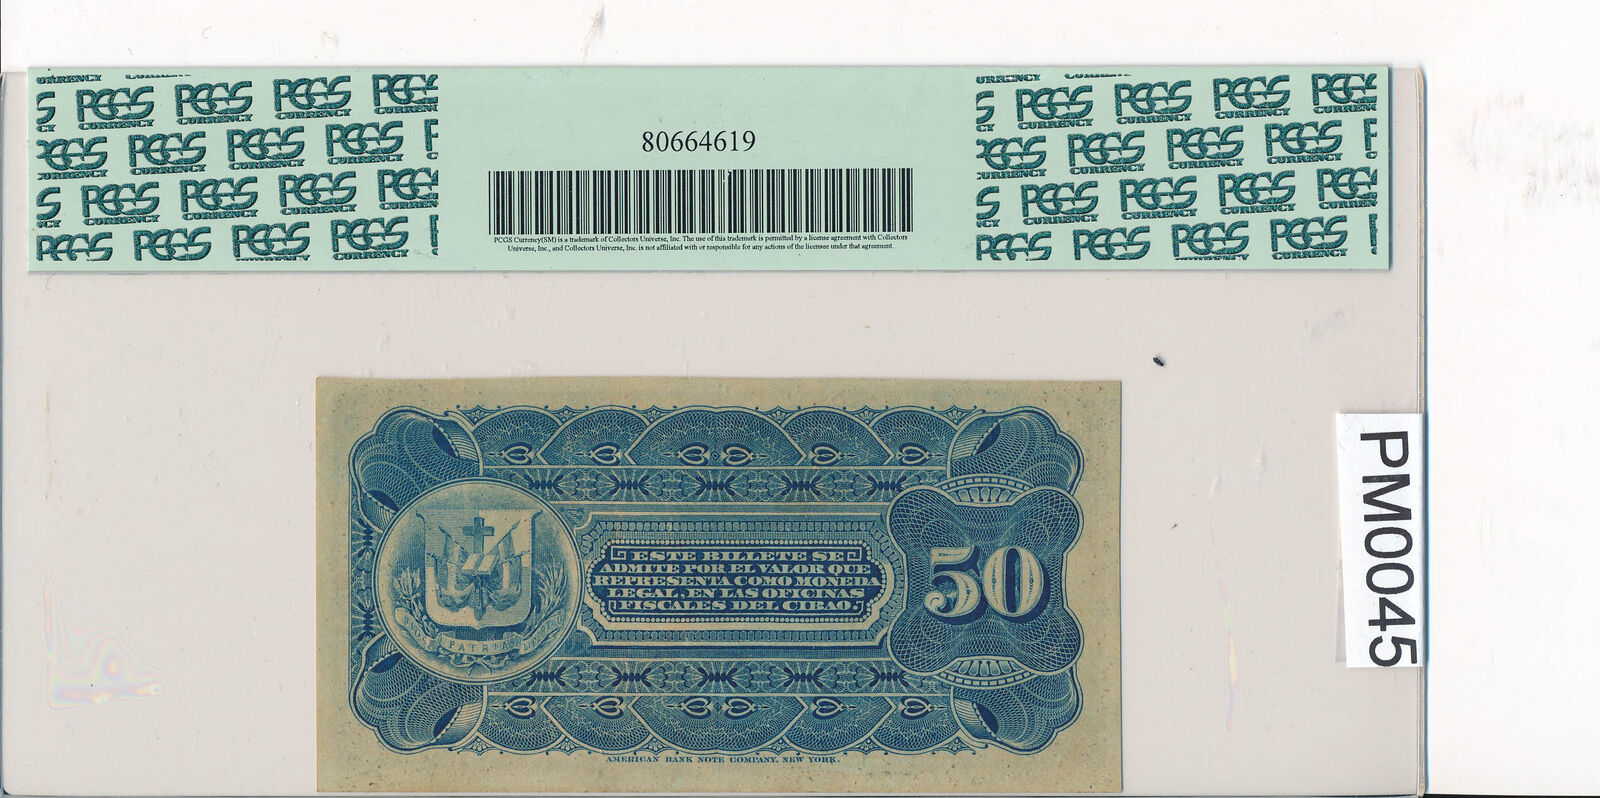 PCGS CURRENCY
80664619
PCGS Currency(SM) is a trademark of Collectors Universe, Inc. The use of this trademark is permitted by a license agreement with Collectors
Universe, Inc., and Collectors Universe, Inc. is not affiliated with or responsible for any actions of the licensee under that agreement.
PM0045
ESTE BILLETE SE
ADMITE POR EL VALOR QUE
REPRESENTA COMO MONEDA
LEGAL, EN LAS OFICINAS
FISCALES DEL CIBAO.
50
PATRIA
AMERICAN BANK NOTE COMPANY, NEW YORK.